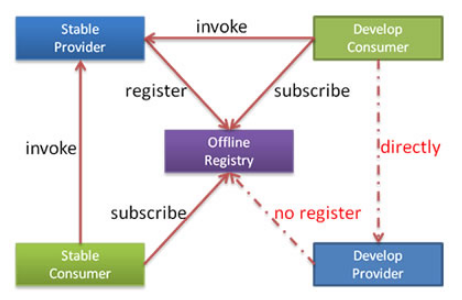 Stable
Provider
invoke
Develop
Consumer
register
subscribe
Offline
Registry
invoke
directly
subscribe
no register
Stable
Consumer
Develop
Provider